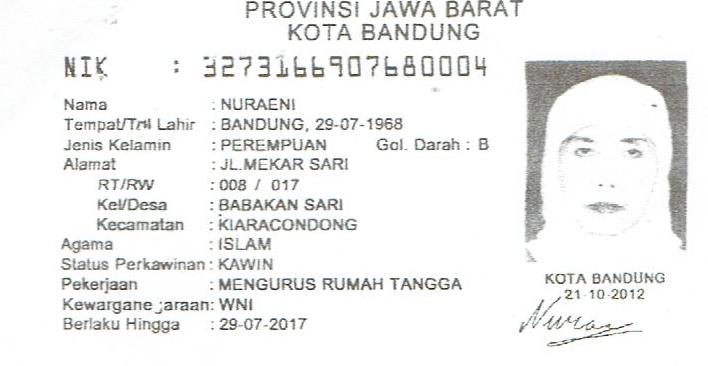 PROVINSI JAWA BARAT
KOTA BANDUNG
NIK : 3273166907680004
Nama : NURAENI
Tempat/Tgl Lahir : BANDUNG, 29-07-1968
Jenis Kelamin : PEREMPUAN Gol. Darah : B
Alamat : JL.MEKAR SARI
RT/RW : 008 / 017
Kel/Desa : BABAKAN SARI
Kecamatan : KIARACONDONG
Agama : ISLAM
Status Perkawinan : KAWIN
Pekerjaan : MENGURUS RUMAH TANGGA
Kewarganegaraan: WNI
Berlaku Hingga : 29-07-2017
KOTA BANDUNG
21-10-2012